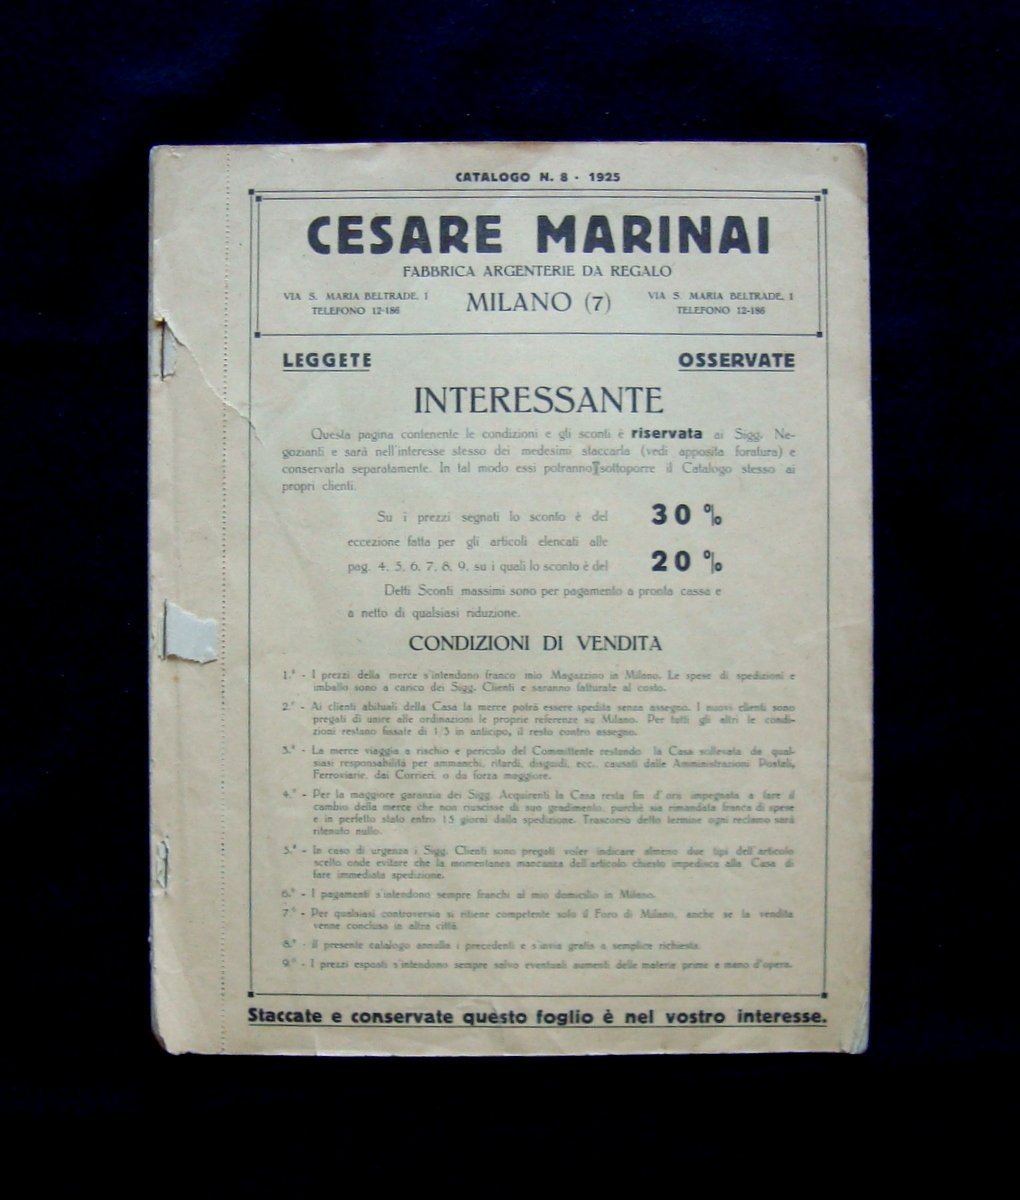 CATALOGO N. 8 - 1925
CESARE MARINAI
FABBRICA ARGENTERIE DA REGALO
VIA S. MARIA BELTRADE, 1
TELEFONO 12-186
MILANO (7)
VIA S. MARIA BELTRADE, 1
TELEFONO 12-186
LEGGETE OSSERVATE
INTERESSANTE
Questa pagina contenente le condizioni e gli sconti è riservata ai Sigg. Ne-
gozianti e sarà nell'interesse stesso dei medesimi staccarla (vedi apposita foratura) e
conservarla separatamente. In tal modo essi potranno sottoporre il Catalogo stesso ai
propri clienti.
Su i prezzi segnati lo sconto è del 30 %
eccezione fatta per gli articoli elencati alle
pag. 4, 5, 6, 7, 8, 9, su i quali lo sconto è del 20 %
Detti Sconti massimi sono per pagamento a pronta cassa e
a netto di qualsiasi riduzione.
CONDIZIONI DI VENDITA
1.ª - I prezzi della merce s'intendono franco mio Magazzino in Milano. Le spese di spedizioni e
imballo sono a carico dei Sigg. Clienti e saranno fatturate al costo.
2.ª - Ai clienti abituali della Casa la merce potrà essere spedita senza assegno. I nuovi clienti sono
pregati di unire alle ordinazioni le proprie referenze su Milano. Per tutti gli altri le condi-
zioni restano fissate di 1/3 in anticipo, il resto contro assegno.
3.ª - La merce viaggia a rischio e pericolo del Committente restando la Casa sollevata da qual-
siasi responsabilità per ammanchi, ritardi, disguidi, ecc., causati dalle Amministrazioni Postali,
Ferroviarie, dai Corrieri o da forza maggiore.
4.ª - Per la maggiore garanzia dei Sigg. Acquirenti la Casa resta fin d'ora impegnata a fare il
cambio della merce che non riuscisse di suo gradimento, purchè sia rimandata franca di spese
e in perfetto stato entro 15 giorni dalla spedizione. Trascorso detto termine ogni reclamo sarà
ritenuto nullo.
5.ª - In caso di urgenza i Sigg. Clienti sono pregati voler indicare almeno due tipi dell'articolo
scelto onde evitare che la momentanea mancanza dell'articolo chiesto impedisca alla Casa di
fare immediata spedizione.
6.ª - I pagamenti s'intendono sempre franchi al mio domicilio in Milano.
7.ª - Per qualsiasi controversia si ritiene competente solo il Foro di Milano, anche se la vendita
venne conclusa in altra città.
8.ª - Il presente catalogo annulla i precedenti e s'invia gratis a semplice richiesta.
9.ª - I prezzi esposti s'intendono sempre salvo eventuali aumenti delle materie prime e mano d'opera.
Staccate e conservate questo foglio è nel vostro interesse.